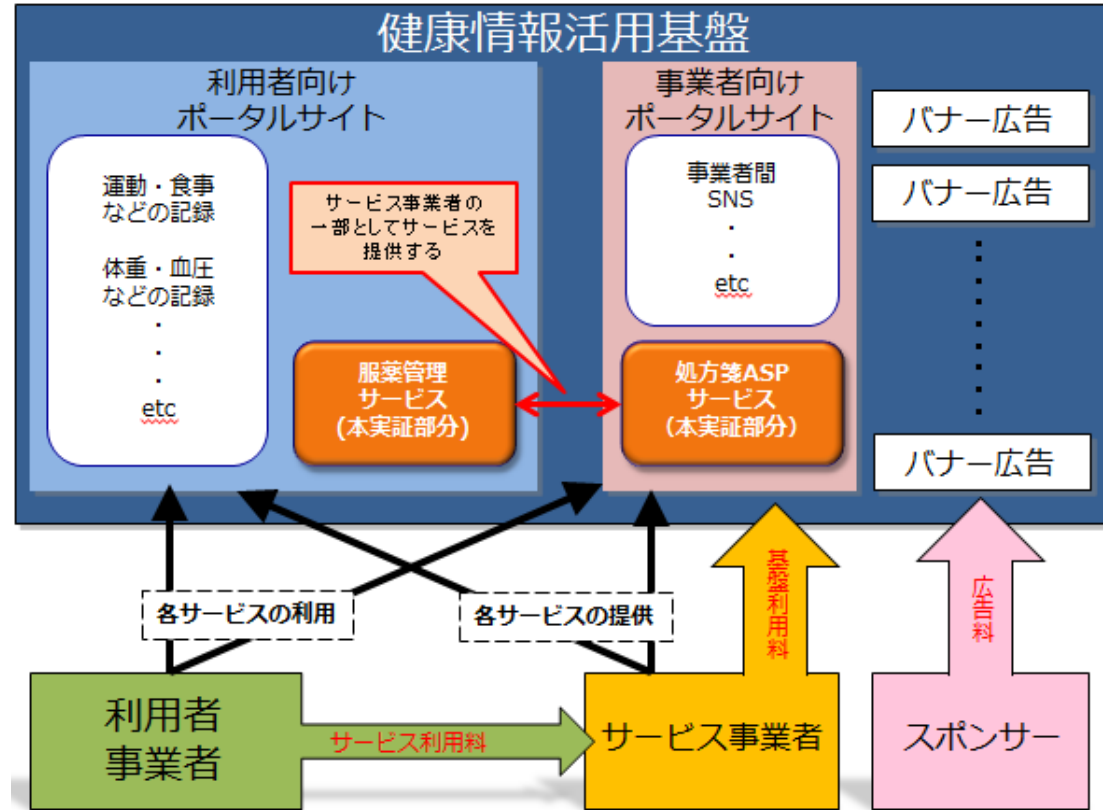 健康情報活用基盤
利用者向け
ポータルサイト
運動・食事
などの記録
体重・血圧
などの記録
・
・
・
etc
サービス事業者の
一部としてサービスを
提供する
服薬管理
サービス
(本実証部分)
事業者向け
ポータルサイト
事業者間
SNS
・
・
etc
処方箋ASP
サービス
（本実証部分）
バナー広告
バナー広告
バナー広告
各サービスの利用
各サービスの提供
基盤利用料
広告料
利用者
事業者
サービス利用料
サービス事業者
スポンサー